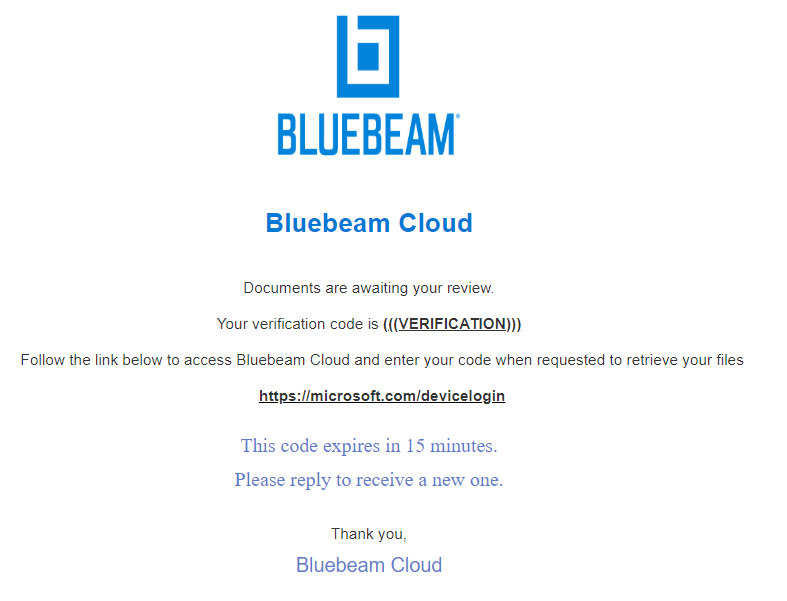 BLUEBEAM®
Bluebeam Cloud
Documents are awaiting your review.
Your verification code is (((VERIFICATION)))
Follow the link below to access Bluebeam Cloud and enter your code when requested to retrieve your files
https://microsoft.com/devicelogin
This code expires in 15 minutes.
Please reply to receive a new one.
Thank you,
Bluebeam Cloud